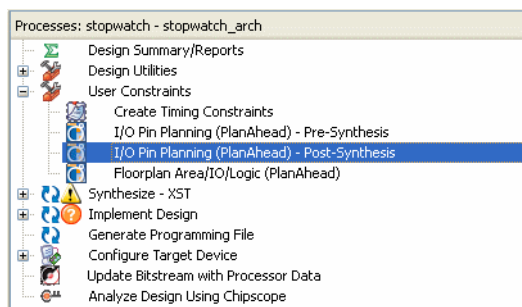 Processes: stopwatch - stopwatch_arch
Design Summary/Reports
Design Utilities
User Constraints
Create Timing Constraints
I/O Pin Planning (PlanAhead) - Pre-Synthesis
I/O Pin Planning (PlanAhead) - Post-Synthesis
Floorplan Area/IO/Logic (PlanAhead)
Synthesize - XST
Implement Design
Generate Programming File
Configure Target Device
Update Bitstream with Processor Data
Analyze Design Using Chipscope